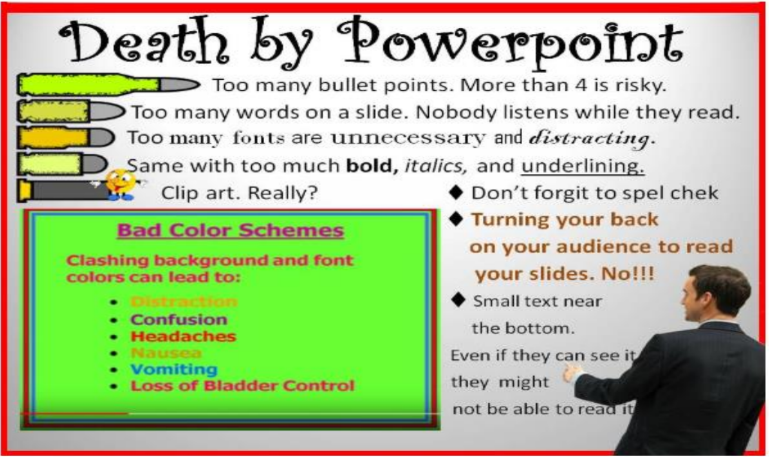 Death by Powerpoint
Too many bullet points. More than 4 is risky.
Too many words on a slide. Nobody listens while they read.
Too many fonts are unnecessary and distracting.
Same with too much bold, italics, and underlining.
Clip art. Really?
Bad Color Schemes
Clashing background and font
colors can lead to:
• Distraction
• Confusion
• Headaches
• Nausea
• Vomiting
• Loss of Bladder Control
◆ Don't forgit to spel chek
◆ Turning your back
on your audience to read
your slides. No!!!
◆ Small text near
the bottom.
Even if they can see it
they might
not be able to read it